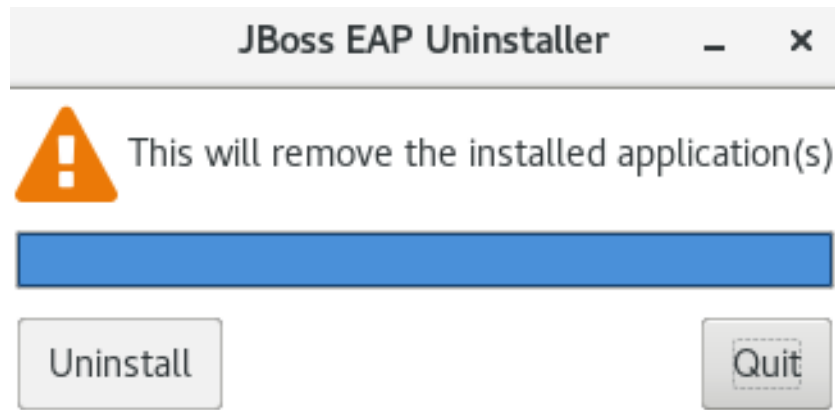 JBoss EAP Uninstaller
This will remove the installed application(s)
Uninstall
Quit